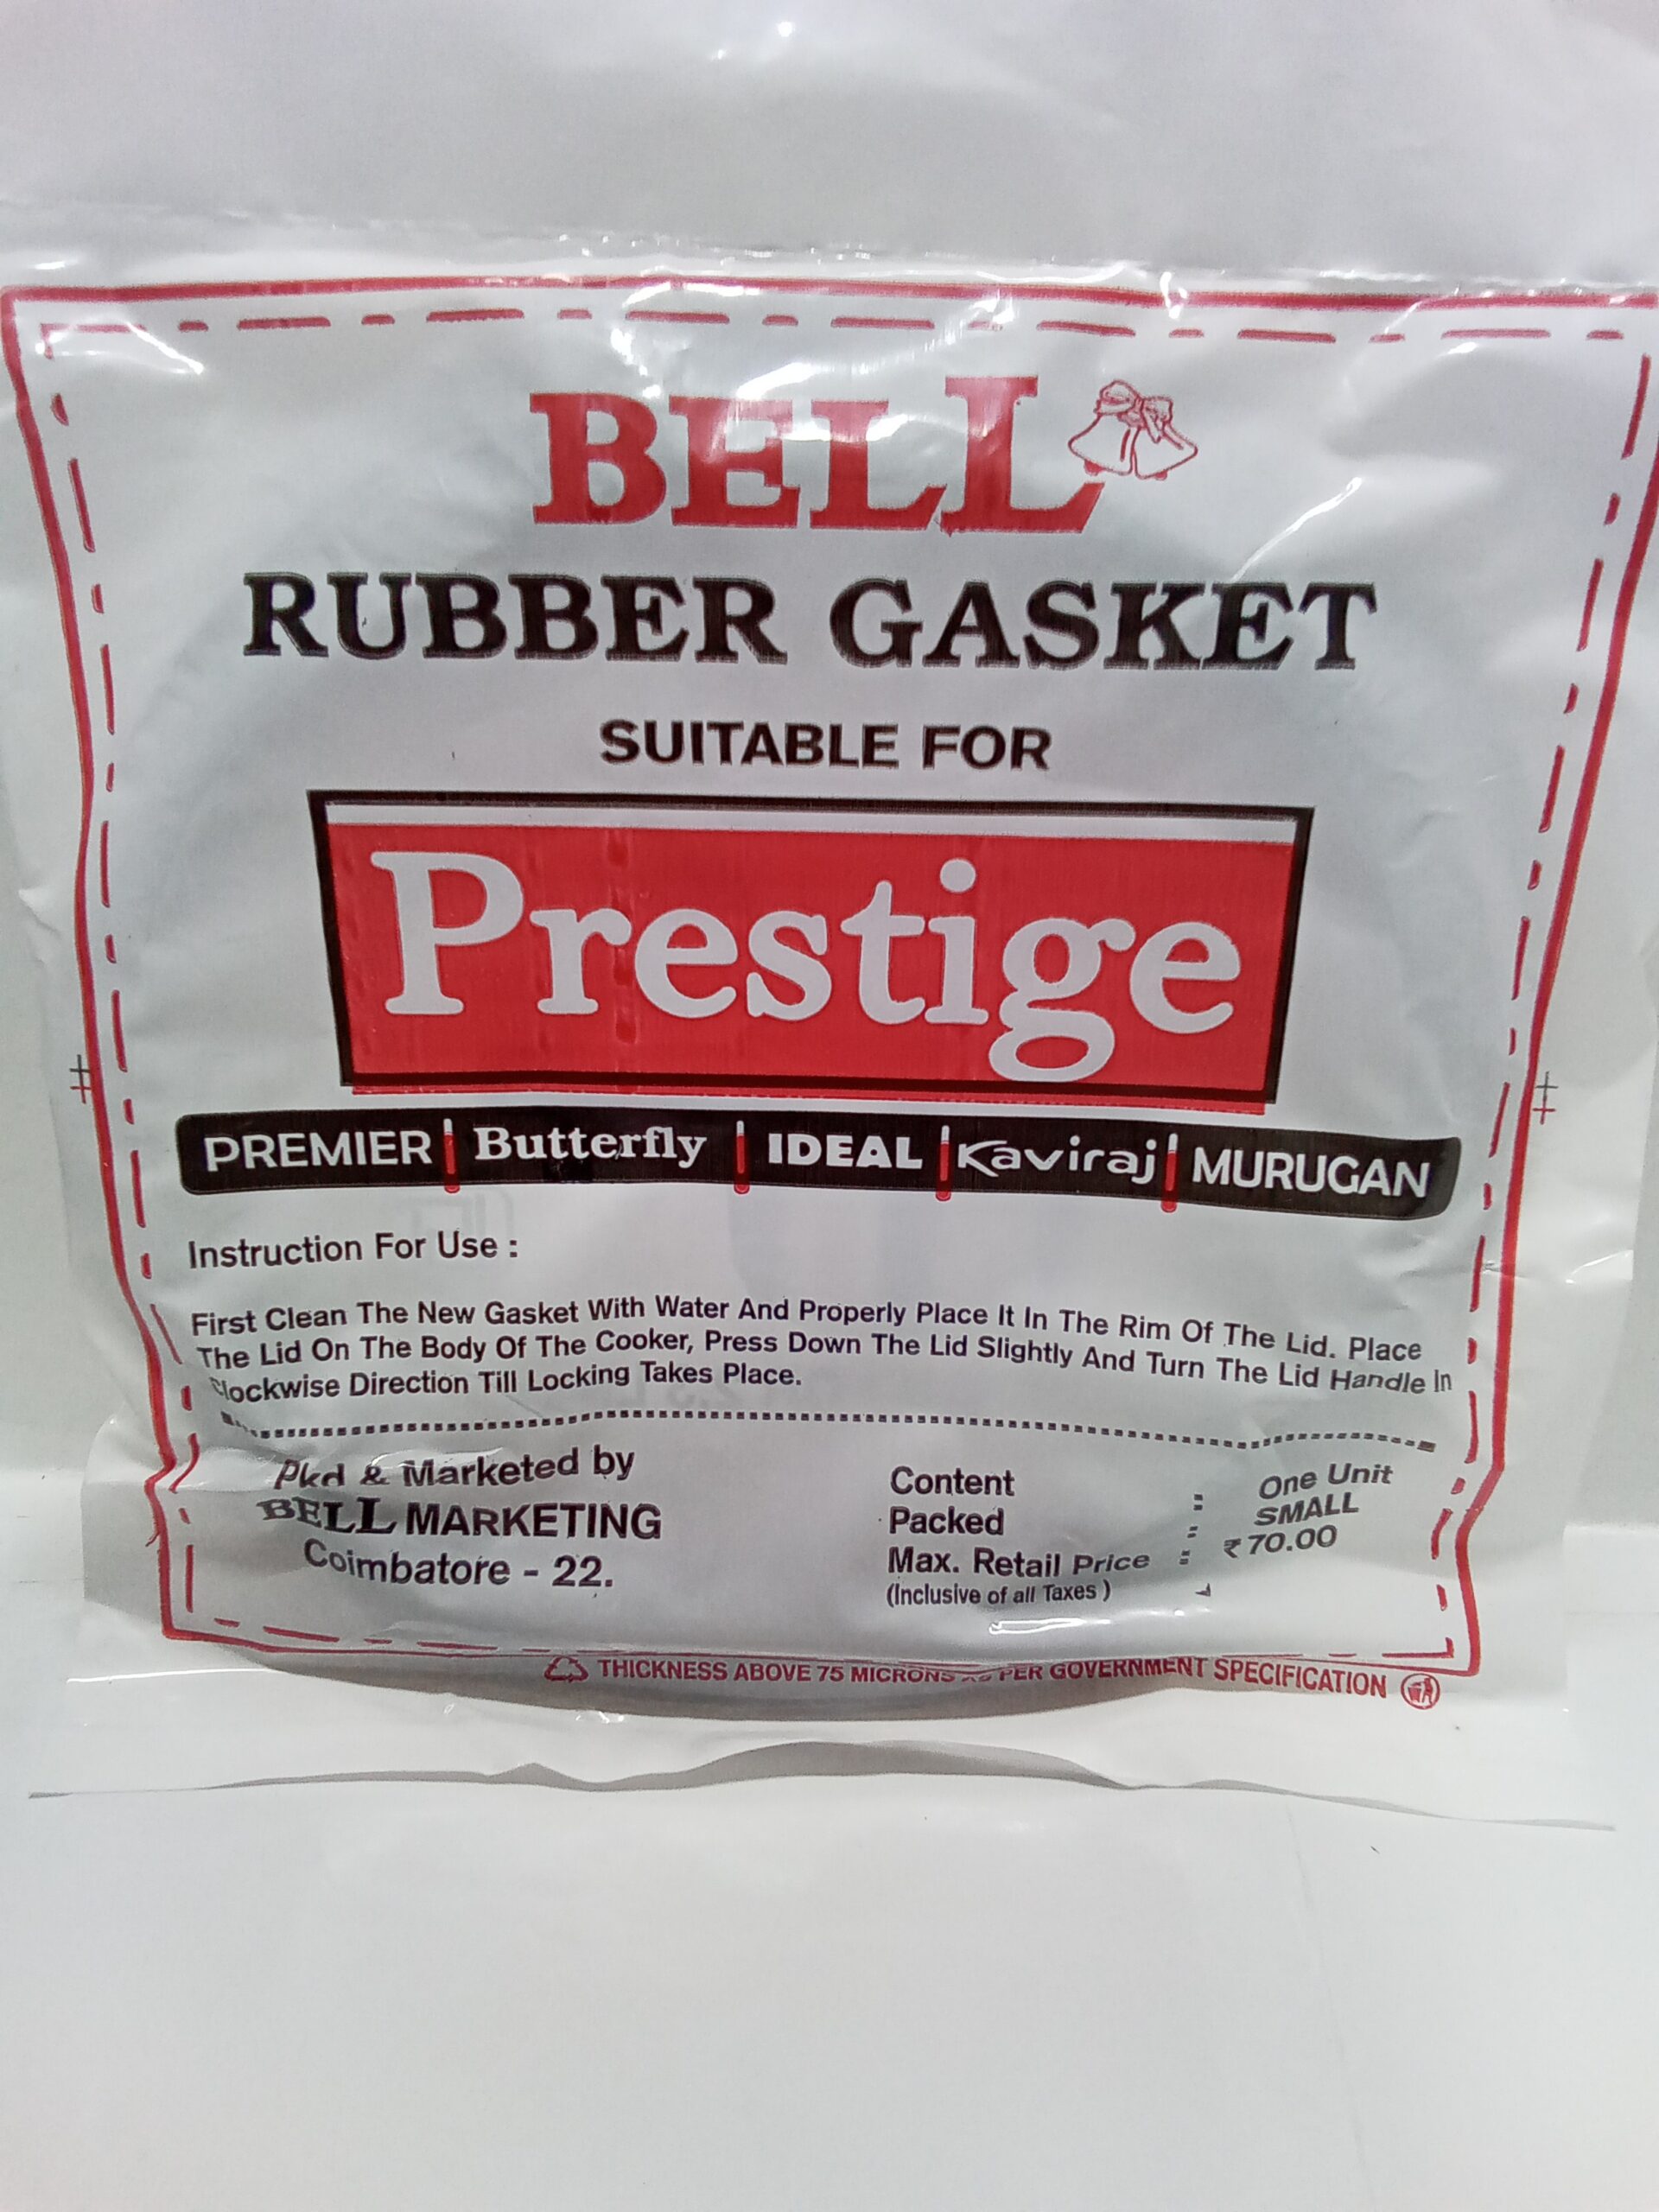 BELL
RUBBER GASKET
SUITABLE FOR
Prestige
PREMIER | Butterfly | IDEAL | Kaviraj | MURUGAN
Instruction For Use :
First Clean The New Gasket With Water And Properly Place It In The Rim Of The Lid. Place
The Lid On The Body Of The Cooker, Press Down The Lid Slightly And Turn The Lid Handle In
Clockwise Direction Till Locking Takes Place.
Pkd & Marketed by
BELL MARKETING
Coimbatore - 22.
Content : One Unit
Packed : SMALL
Max. Retail Price : ₹ 70.00
(Inclusive of all Taxes )
THICKNESS ABOVE 75 MICRONS AS PER GOVERNMENT SPECIFICATION